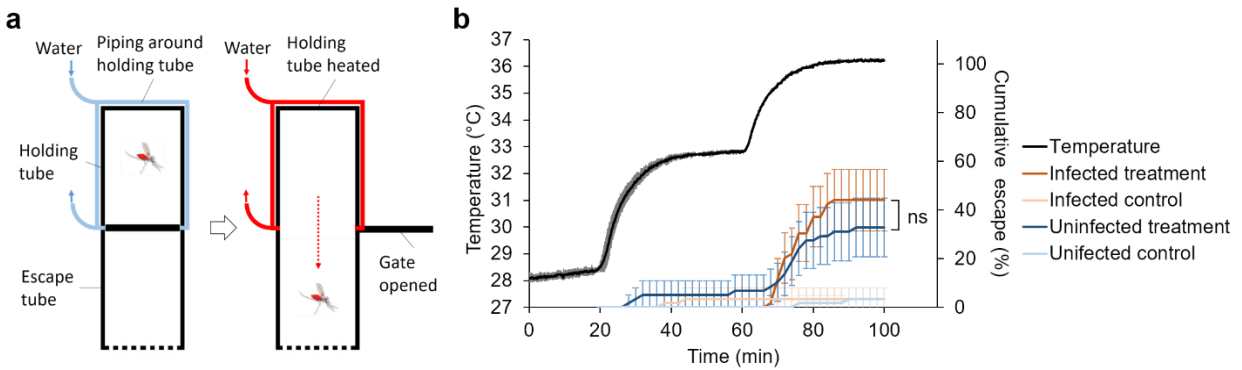 a
Water
Piping around
holding tube
Water
Holding
tube heated
Holding
tube
Escape
tube
Gate
opened
b
37
36
35
34
33
32
31
30
29
28
27
Temperature (°C)
0
20
40
60
80
100
Time (min)
100
80
60
40
20
0
Cumulative escape (%)
ns
Temperature
Infected treatment
Infected control
Uninfected treatment
Unifected control